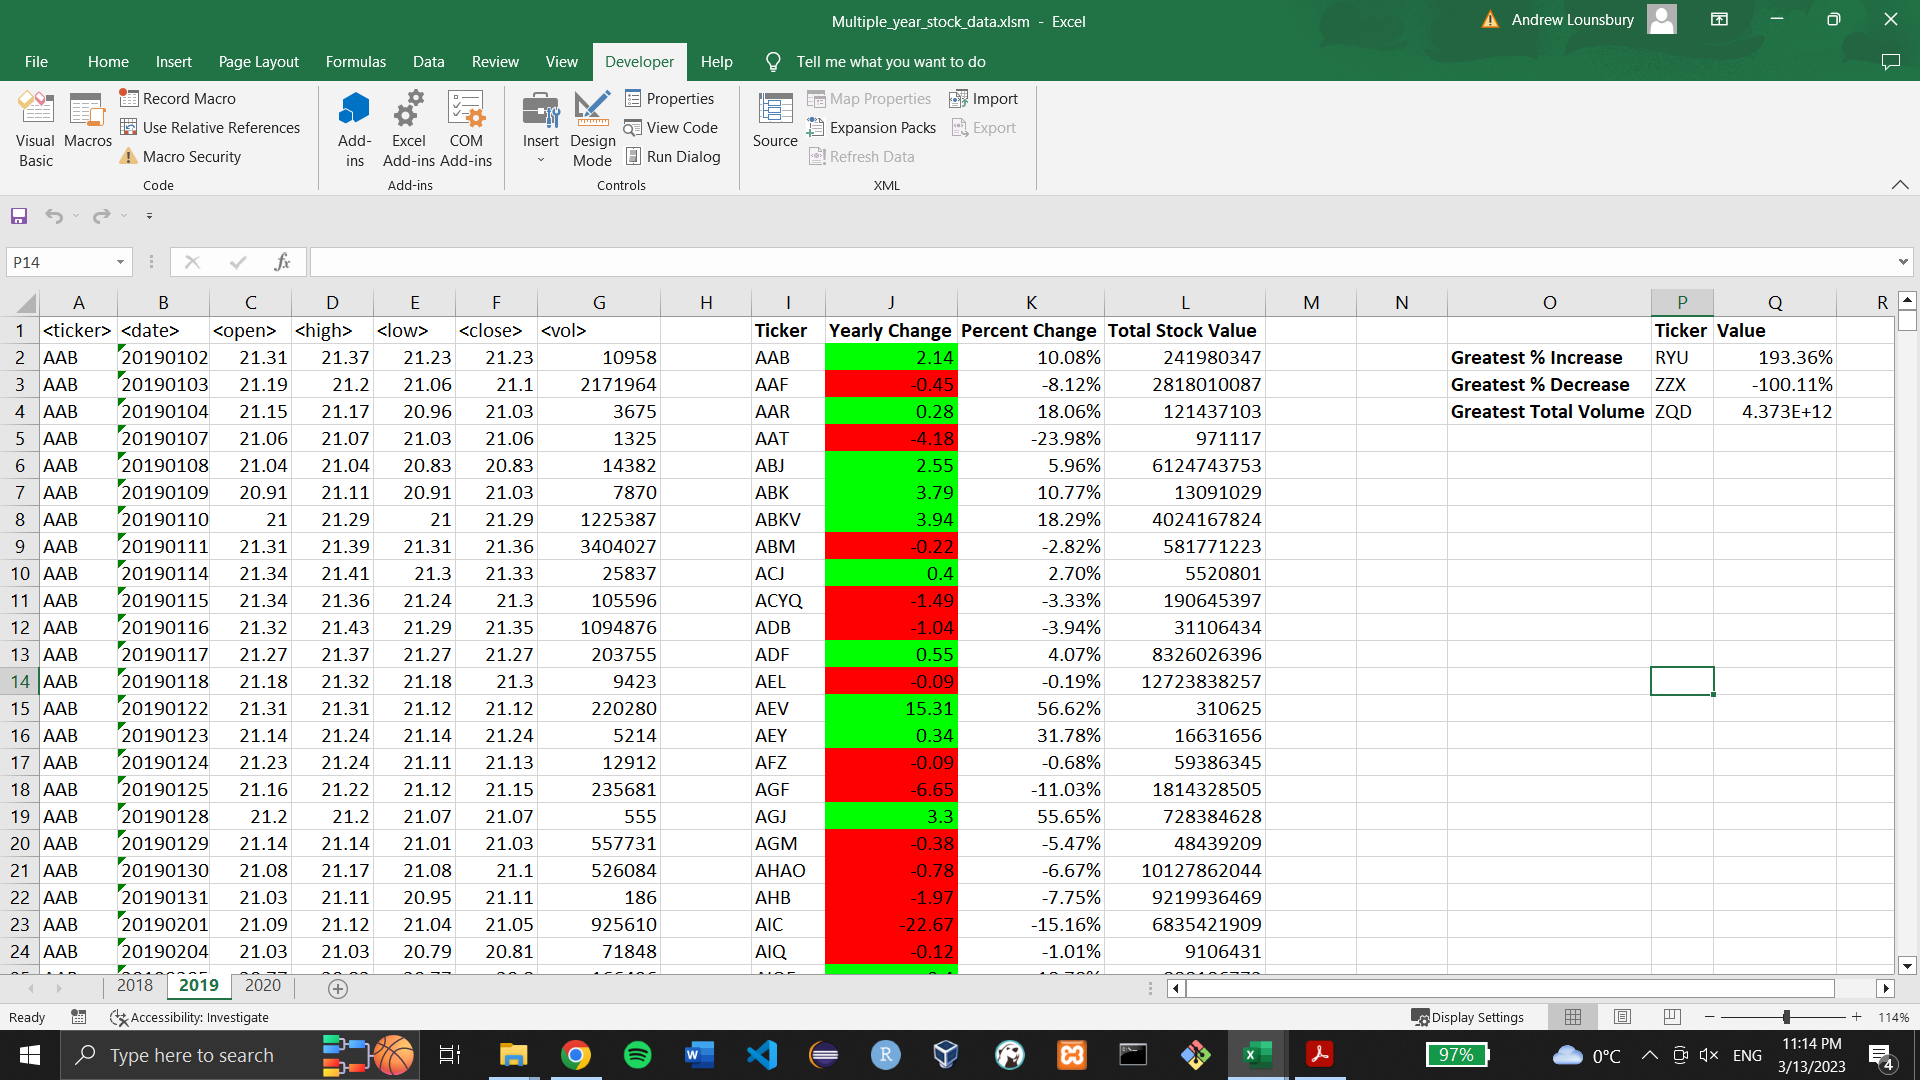 Multiple_year_stock_data.xlsm - Excel
Andrew Lounsbury
File Home Insert Page Layout Formulas Data Review View Developer Help Tell me what you want to do
Visual Basic
Macros
Record Macro
Use Relative References
Macro Security
Code
Add-ins
Excel Add-ins
COM Add-ins
Add-ins
Insert
Design Mode
Properties
View Code
Run Dialog
Controls
Source
Map Properties
Expansion Packs
Refresh Data
Import
Export
XML
P14
fx
A B C D E F G H I J K L M N O P Q R
1 <ticker> <date> <open> <high> <low> <close> <vol> Ticker Yearly Change Percent Change Total Stock Value Ticker Value
2 AAB 20190102 21.31 21.37 21.23 21.23 10958 AAB 2.14 10.08% 241980347 Greatest % Increase RYU 193.36%
3 AAB 20190103 21.19 21.2 21.06 21.1 2171964 AAF -0.45 -8.12% 2818010087 Greatest % Decrease ZZX -100.11%
4 AAB 20190104 21.15 21.17 20.96 21.03 3675 AAR 0.28 18.06% 121437103 Greatest Total Volume ZQD 4.373E+12
5 AAB 20190107 21.06 21.07 21.03 21.06 1325 AAT -4.18 -23.98% 971117
6 AAB 20190108 21.04 21.04 20.83 20.83 14382 ABJ 2.55 5.96% 6124743753
7 AAB 20190109 20.91 21.11 20.91 21.03 7870 ABK 3.79 10.77% 13091029
8 AAB 20190110 21 21.29 21 21.29 1225387 ABKV 3.94 18.29% 4024167824
9 AAB 20190111 21.31 21.39 21.31 21.36 3404027 ABM -0.22 -2.82% 581771223
10 AAB 20190114 21.34 21.41 21.3 21.33 25837 ACJ 0.4 2.70% 5520801
11 AAB 20190115 21.34 21.36 21.24 21.3 105596 ACYQ -1.49 -3.33% 190645397
12 AAB 20190116 21.32 21.43 21.29 21.35 1094876 ADB -1.04 -3.94% 31106434
13 AAB 20190117 21.27 21.37 21.27 21.27 203755 ADF 0.55 4.07% 8326026396
14 AAB 20190118 21.18 21.32 21.18 21.3 9423 AEL -0.09 -0.19% 12723838257
15 AAB 20190122 21.31 21.31 21.12 21.12 220280 AEV 15.31 56.62% 310625
16 AAB 20190123 21.14 21.24 21.14 21.24 5214 AEY 0.34 31.78% 16631656
17 AAB 20190124 21.23 21.24 21.11 21.13 12912 AFZ -0.09 -0.68% 59386345
18 AAB 20190125 21.16 21.22 21.12 21.15 235681 AGF -6.65 -11.03% 1814328505
19 AAB 20190128 21.2 21.2 21.07 21.07 555 AGJ 3.3 55.65% 728384628
20 AAB 20190129 21.14 21.14 21.01 21.03 557731 AGM -0.38 -5.47% 48439209
21 AAB 20190130 21.08 21.17 21.08 21.1 526084 AHAO -0.78 -6.67% 10127862044
22 AAB 20190131 21.03 21.11 20.95 21.11 186 AHB -1.97 -7.75% 9219936469
23 AAB 20190201 21.09 21.12 21.04 21.05 925610 AIC -22.67 -15.16% 6835421909
24 AAB 20190204 21.03 21.03 20.79 20.81 71848 AIQ -0.12 -1.01% 9106431
2018 2019 2020
Ready Accessibility: Investigate Display Settings 114%
Type here to search
97% 0°C ENG
11:14 PM
3/13/2023
4